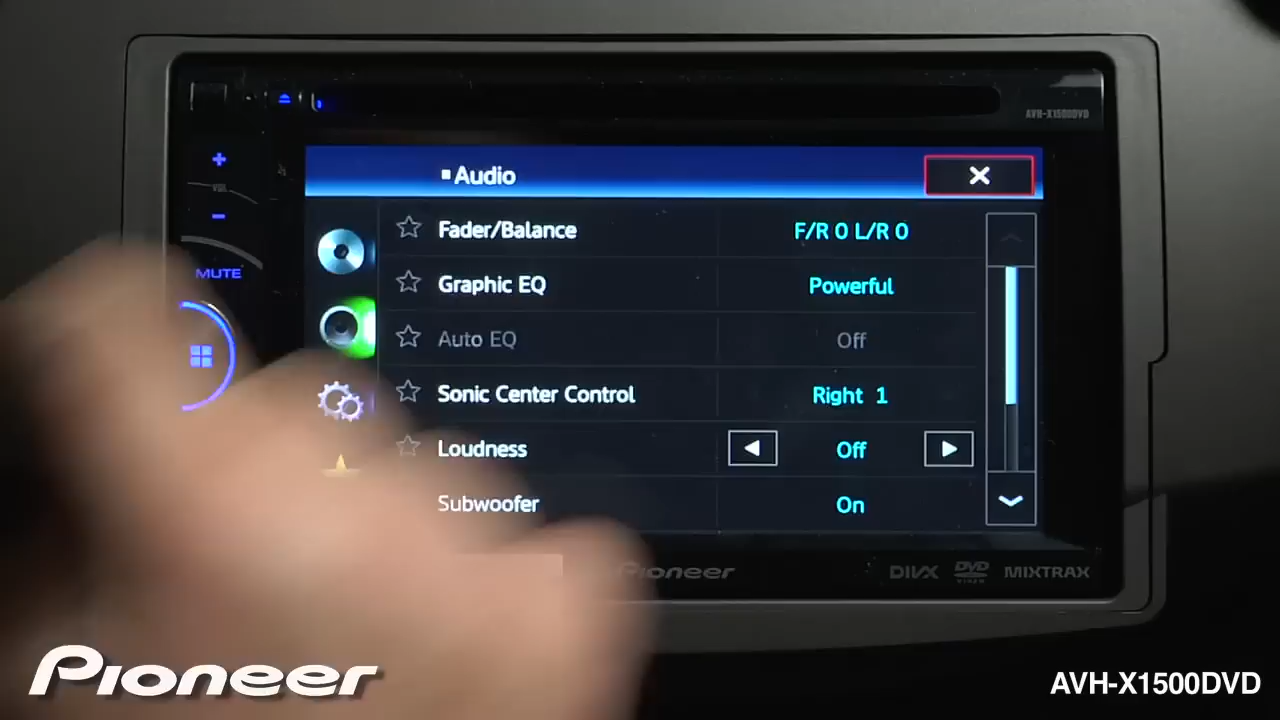 AVH-X1500DVD
VOL
MUTE
Audio
Fader/Balance F/R 0 L/R 0
Graphic EQ Powerful
Auto EQ Off
Sonic Center Control Right 1
Loudness Off
Subwoofer On
Pioneer
DIVX DVD VIDEO MIXTRAX
Pioneer
AVH-X1500DVD